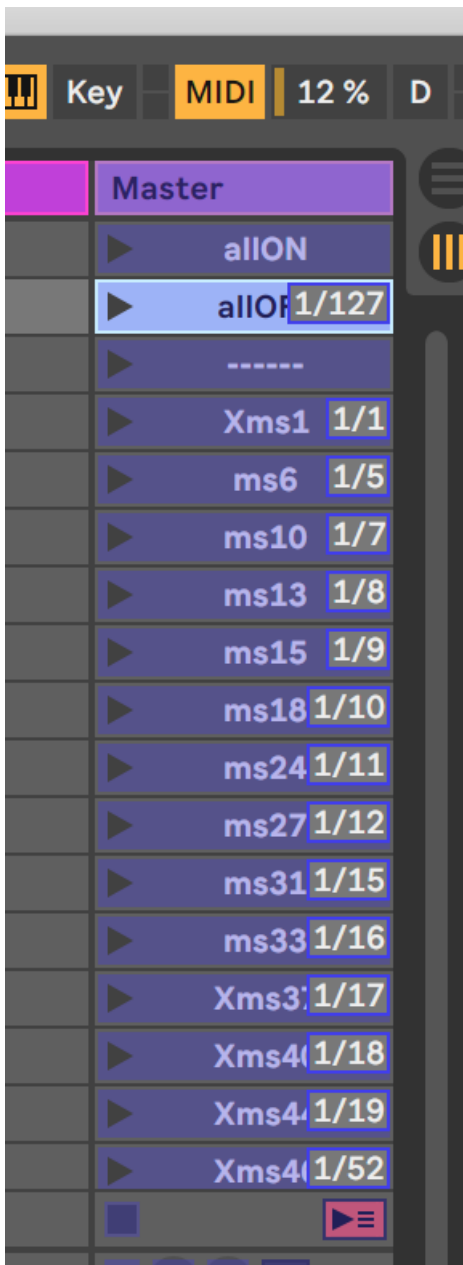 Key MIDI 12 % D
Master
allON
1/127
------
Xms1 1/1
ms6 1/5
ms10 1/7
ms13 1/8
ms15 1/9
ms18 1/10
ms24 1/11
ms27 1/12
ms31 1/15
ms33 1/16
1/17
1/18
1/19
1/52